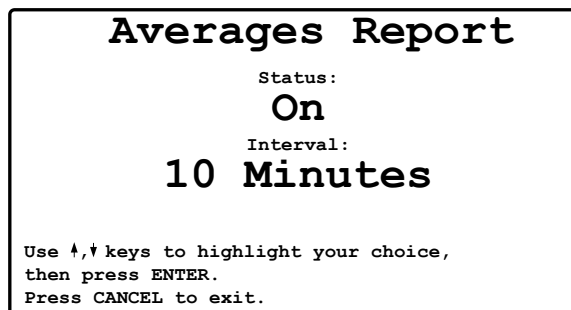 Averages Report
Status:
On
Interval:
10 Minutes
Use ↑,↓ keys to highlight your choice,
then press ENTER.
Press CANCEL to exit.